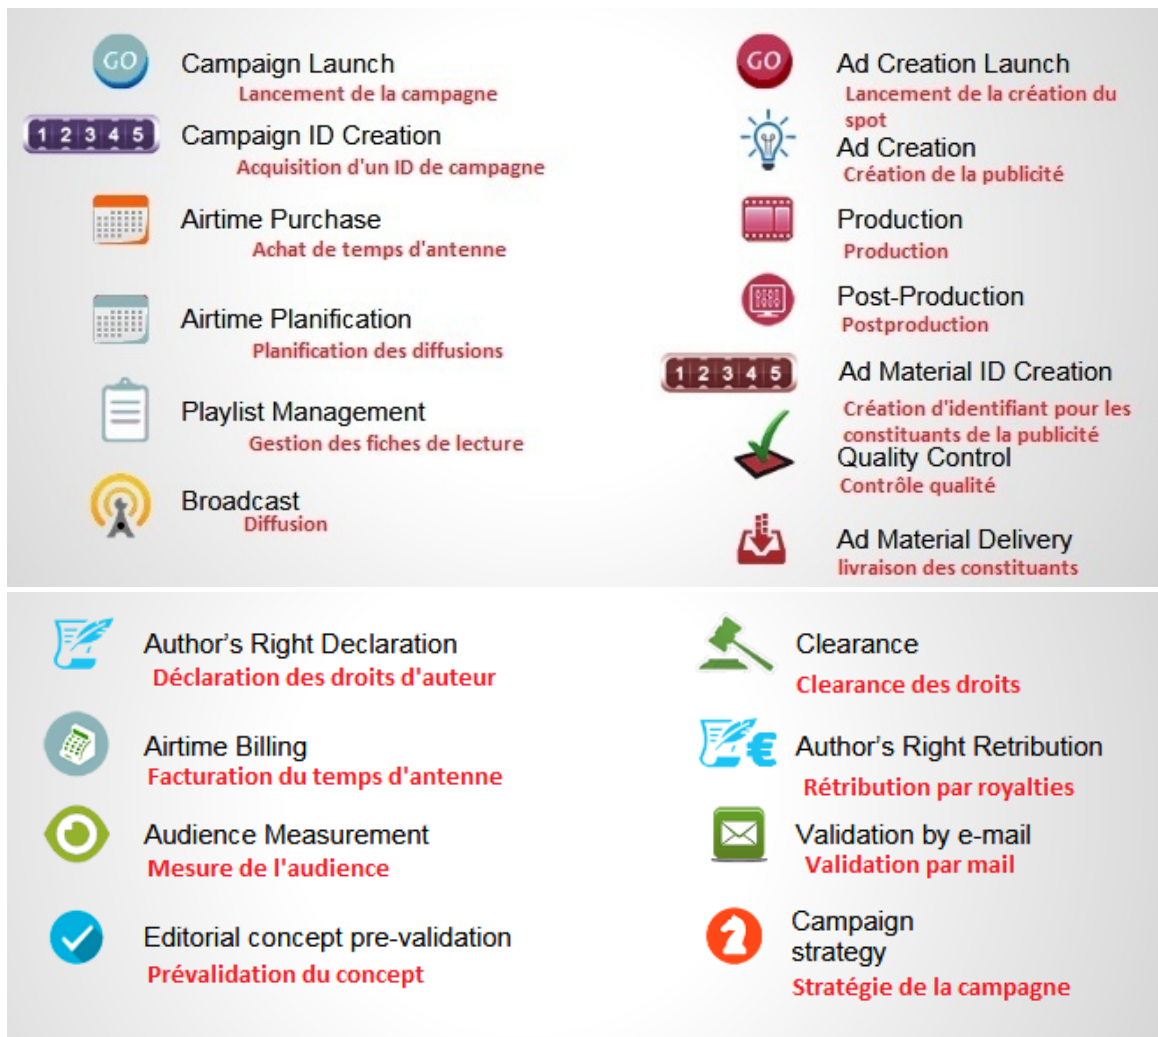 GO
Campaign Launch
Lancement de la campagne
1 2 3 4 5
Campaign ID Creation
Acquisition d'un ID de campagne
Airtime Purchase
Achat de temps d'antenne
Airtime Planification
Planification des diffusions
Playlist Management
Gestion des fiches de lecture
Broadcast
Diffusion
GO
Ad Creation Launch
Lancement de la création du
spot
Ad Creation
Création de la publicité
Production
Production
Post-Production
Postproduction
1 2 3 4 5
Ad Material ID Creation
Création d'identifiant pour les
constituants de la publicité
Quality Control
Contrôle qualité
Ad Material Delivery
livraison des constituants
Author’s Right Declaration
Déclaration des droits d'auteur
Airtime Billing
Facturation du temps d'antenne
Audience Measurement
Mesure de l'audience
Editorial concept pre-validation
Prévalidation du concept
Clearance
Clearance des droits
€
Author’s Right Retribution
Rétribution par royalties
Validation by e-mail
Validation par mail
Campaign
strategy
Stratégie de la campagne